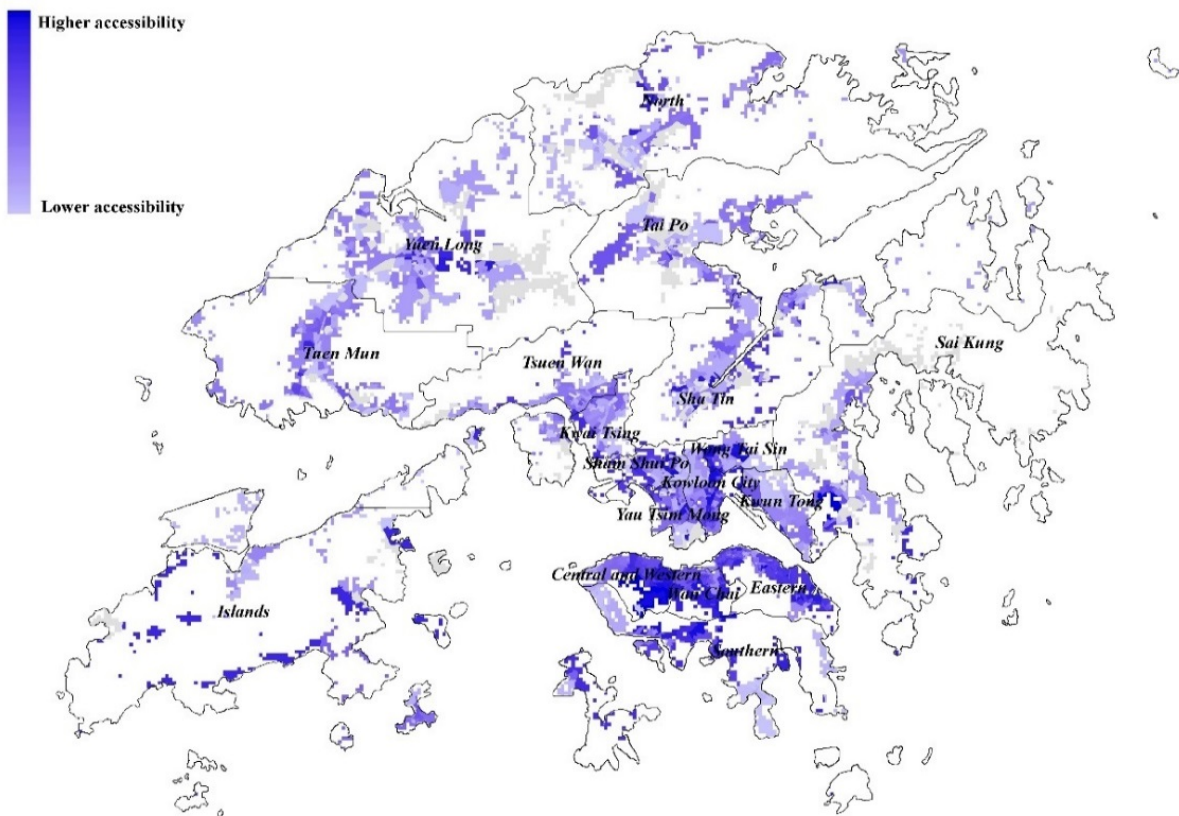 Higher accessibility
Lower accessibility
North
Tai Po
Yuen Long
Sai Kung
Tuen Mun
Tsuen Wan
Sha Tin
Kwai Tsing
Wong Tai Sin
Sham Shui Po
Kowloon City
Kwun Tong
Yau Tsim Mong
Central and Western
Wan Chai
Eastern
Islands
Southern